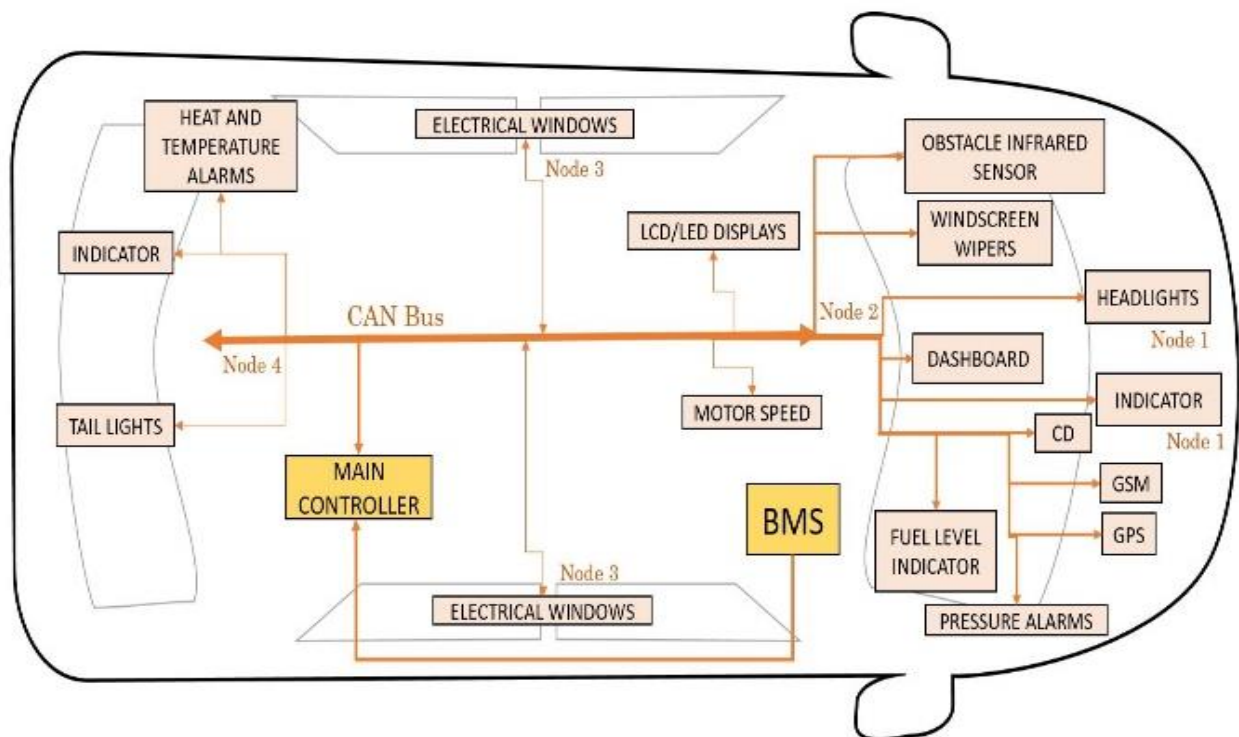 HEAT AND
TEMPERATURE
ALARMS
ELECTRICAL WINDOWS
Node 3
OBSTACLE INFRARED
SENSOR
LCD/LED DISPLAYS
WINDSCREEN
WIPERS
INDICATOR
HEADLIGHTS
Node 1
CAN Bus
Node 2
Node 4
DASHBOARD
INDICATOR
Node 1
TAIL LIGHTS
MOTOR SPEED
CD
MAIN
CONTROLLER
BMS
GSM
GPS
FUEL LEVEL
INDICATOR
Node 3
ELECTRICAL WINDOWS
PRESSURE ALARMS